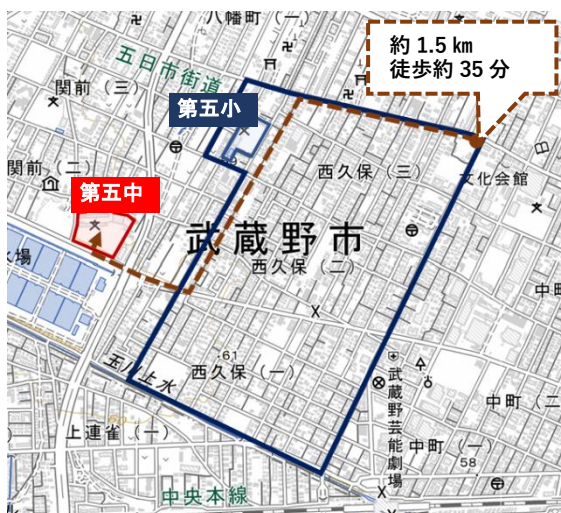 八幡町（一）
約 1.5 ㎞
徒歩約 35 分
五日市街道
関前（三）
第五小
関前（二）
西久保（三）
文化会館
第五中
武蔵野市
水場
西久保（二）
中町
61
玉川上水
西久保（一）
武蔵野芸能劇場
中町（二
上連雀（一）
中町（一）
58
中央本線